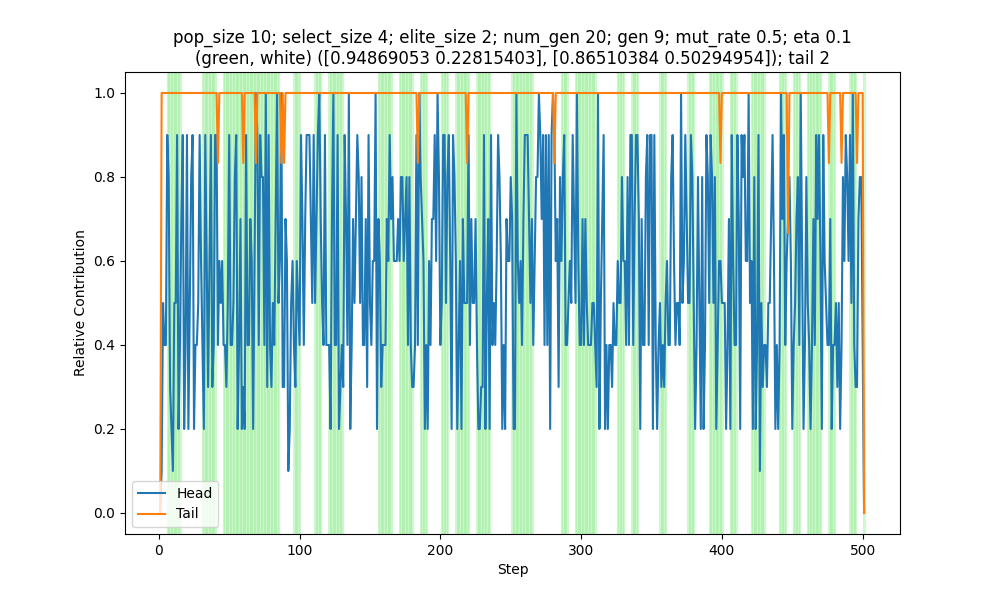 pop_size 10; select_size 4; elite_size 2; num_gen 20; gen 9; mut_rate 0.5; eta 0.1
(green, white) ([0.94869053 0.22815403], [0.86510384 0.50294954]); tail 2
1.0
0.8
0.6
0.4
0.2
0.0
Relative Contribution
Head
Tail
0
100
200
300
400
500
Step